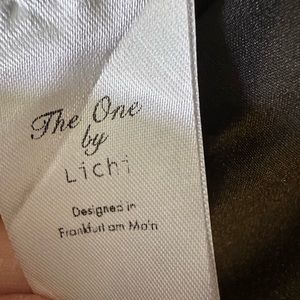 The One
by
Lichi
Designed in
Frankfurt am Main